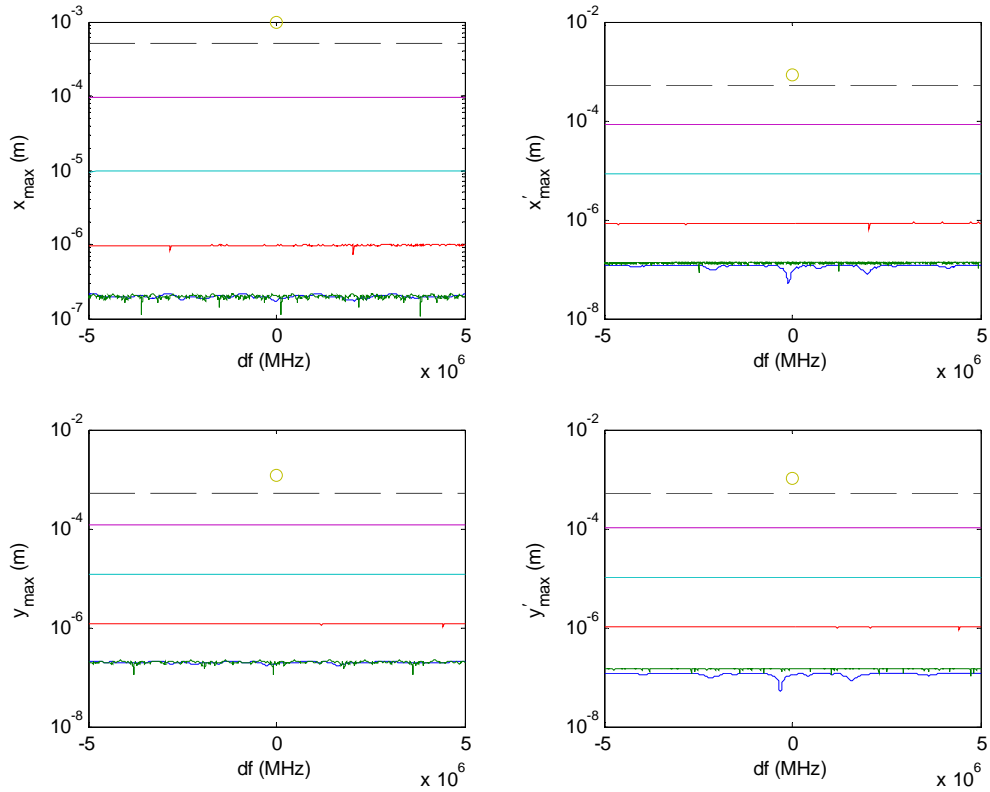 10^-3
10^-4
10^-5
10^-6
10^-7
x_max (m)
-5 0 5
df (MHz)
x 10^6
10^-2
10^-4
10^-6
10^-8
x'_max (m)
-5 0 5
df (MHz)
x 10^6
10^-2
10^-4
10^-6
10^-8
y_max (m)
-5 0 5
df (MHz)
x 10^6
10^-2
10^-4
10^-6
10^-8
y'_max (m)
-5 0 5
df (MHz)
x 10^6